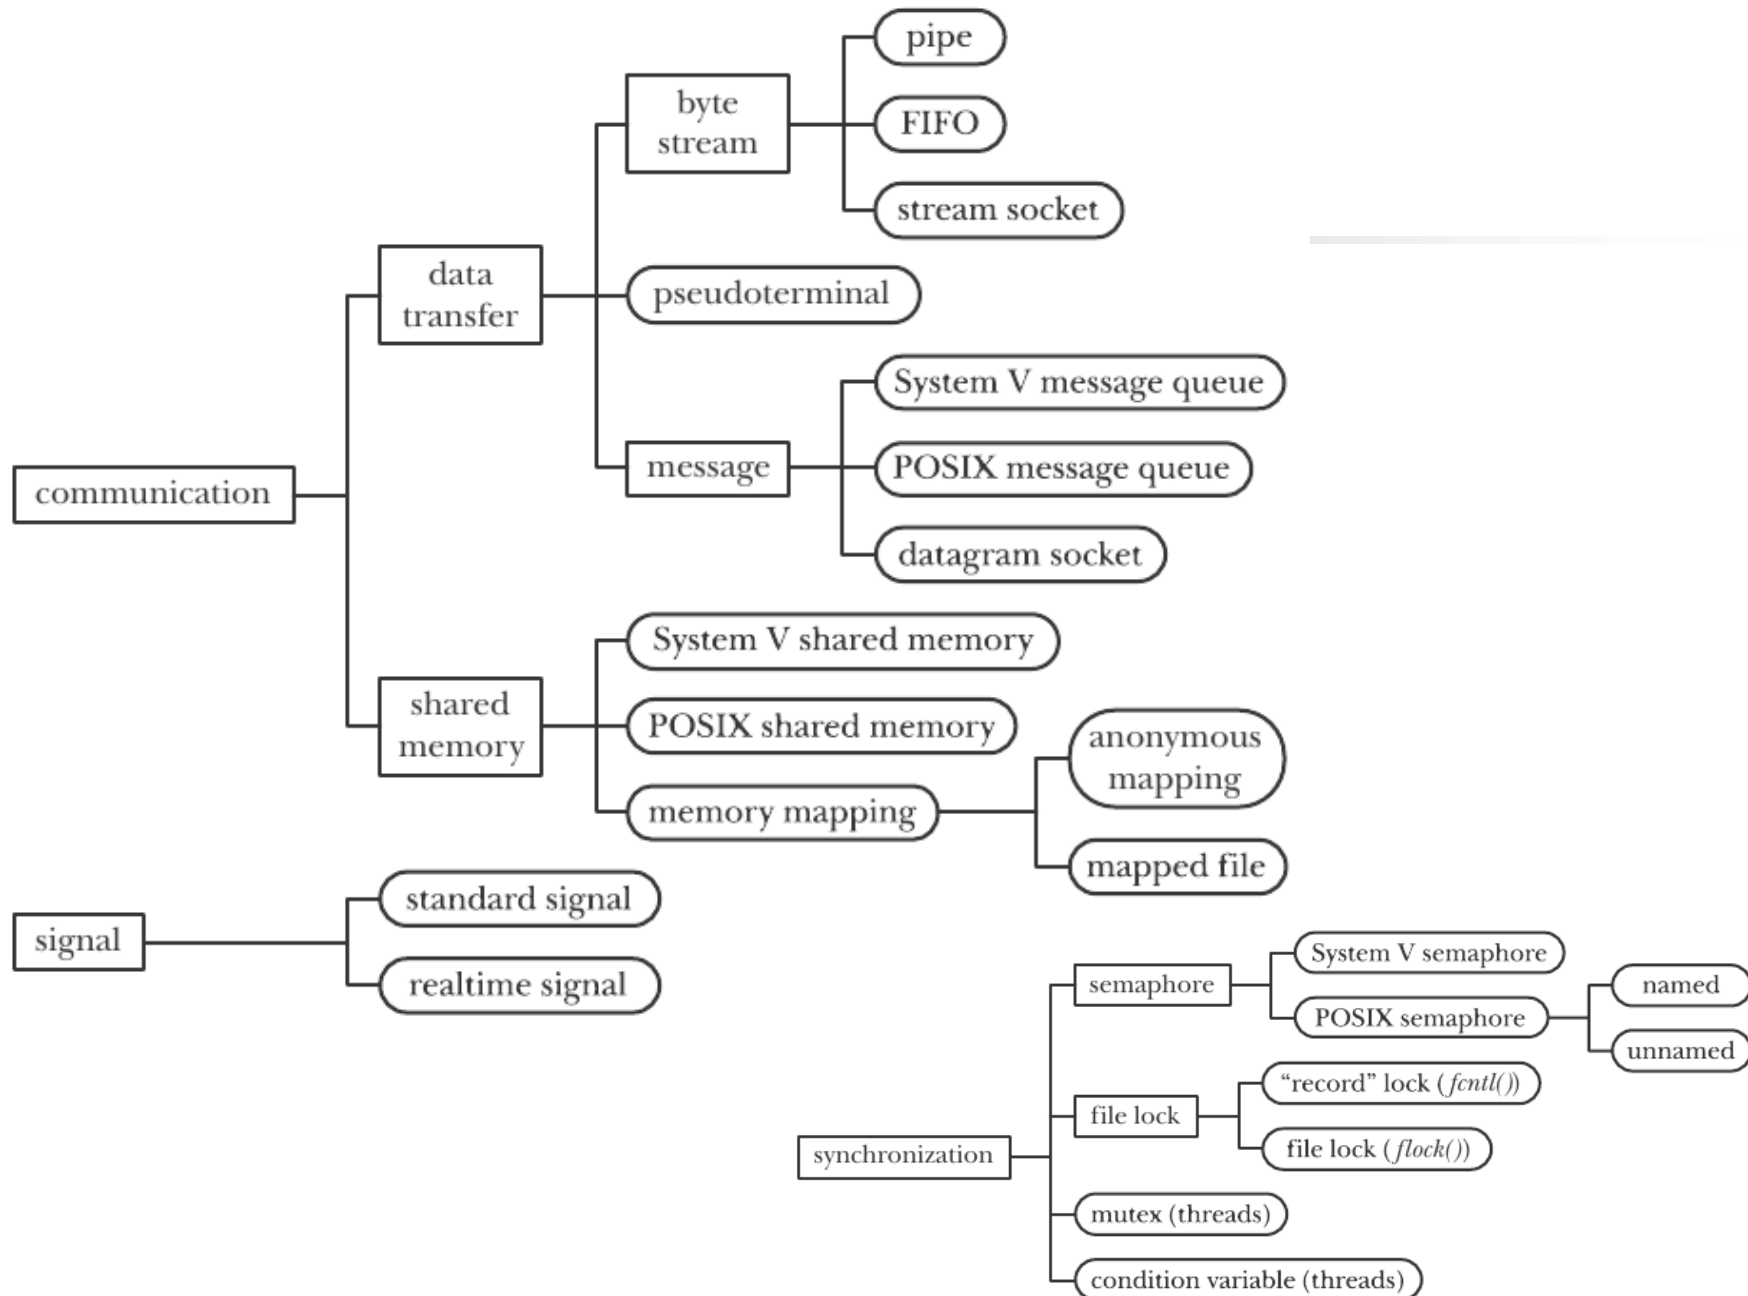 pipe
byte
stream
FIFO
stream socket
data
transfer
pseudoterminal
System V message queue
message
POSIX message queue
datagram socket
communication
System V shared memory
shared
memory
POSIX shared memory
memory mapping
anonymous
mapping
mapped file
signal
standard signal
realtime signal
synchronization
semaphore
System V semaphore
POSIX semaphore
named
unnamed
file lock
“record” lock (fcntl())
file lock (flock())
mutex (threads)
condition variable (threads)